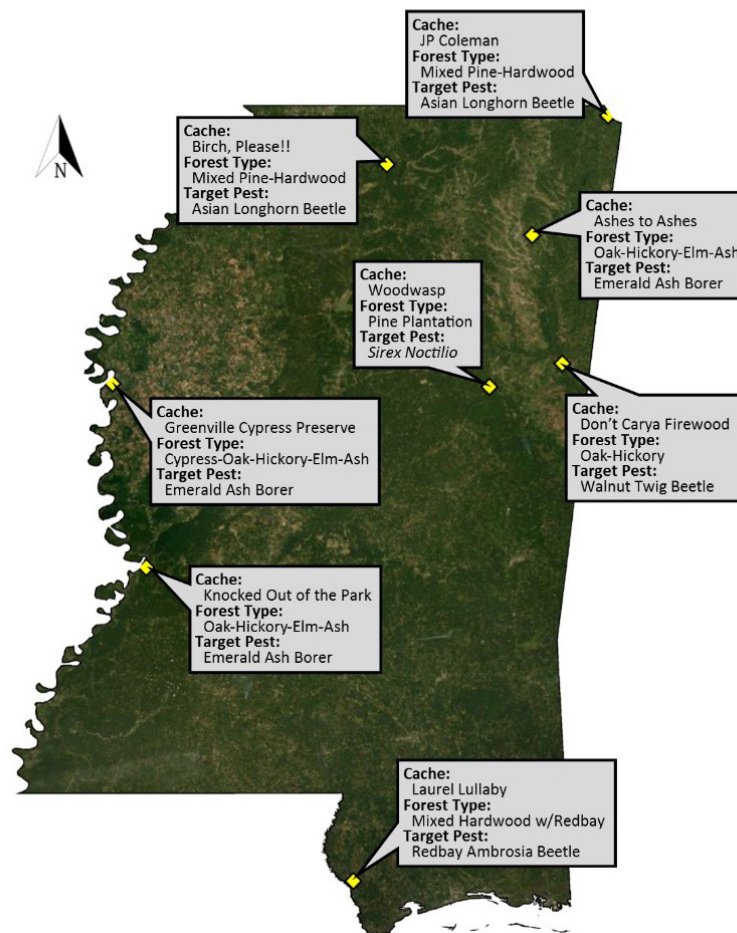 Cache:
JP Coleman
Forest Type:
Mixed Pine-Hardwood
Target Pest:
Asian Longhorn Beetle
N
Cache:
Birch, Please!!
Forest Type:
Mixed Pine-Hardwood
Target Pest:
Asian Longhorn Beetle
Cache:
Ashes to Ashes
Forest Type:
Oak-Hickory-Elm-Ash
Target Pest:
Emerald Ash Borer
Cache:
Woodwasp
Forest Type:
Pine Plantation
Target Pest:
Sirex Noctilio
Cache:
Greenville Cypress Preserve
Forest Type:
Cypress-Oak-Hickory-Elm-Ash
Target Pest:
Emerald Ash Borer
Cache:
Don't Carya Firewood
Forest Type:
Oak-Hickory
Target Pest:
Walnut Twig Beetle
Cache:
Knocked Out of the Park
Forest Type:
Oak-Hickory-Elm-Ash
Target Pest:
Emerald Ash Borer
Cache:
Laurel Lullaby
Forest Type:
Mixed Hardwood w/Redbay
Target Pest:
Redbay Ambrosia Beetle